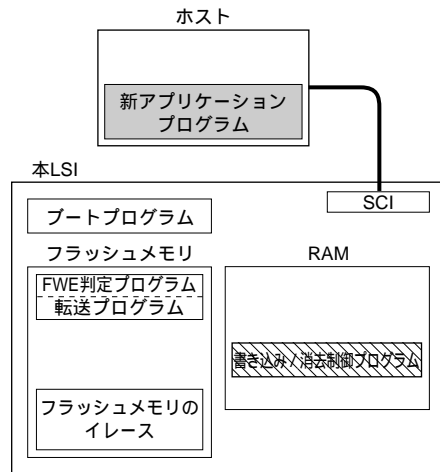 ホスト
新アプリケーション
プログラム
本LSI
SCI
ブートプログラム
フラッシュメモリ
RAM
FWE判定プログラム
転送プログラム
書き込み/消去制御プログラム
フラッシュメモリの
イレース